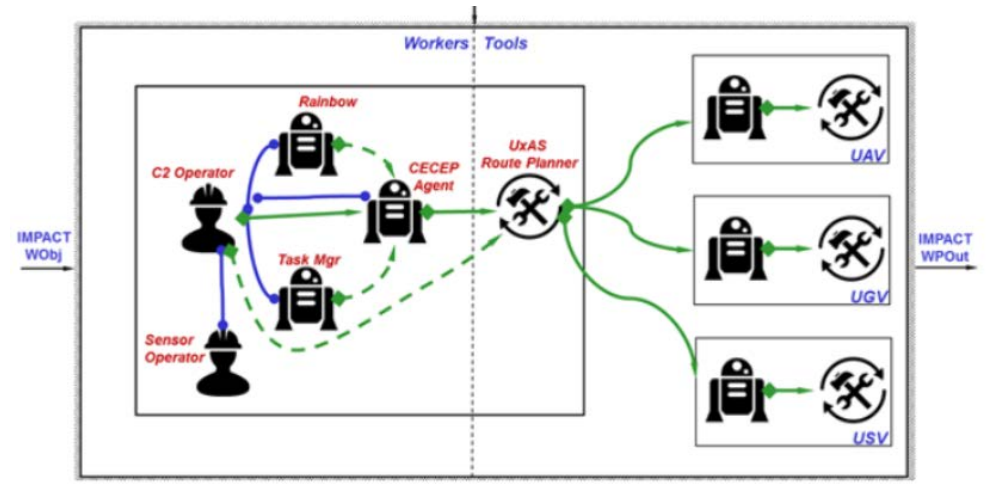 Workers Tools
Rainbow
C2 Operator
CECEP
Agent
UxAS
Route Planner
Task Mgr
Sensor
Operator
IMPACT
WObj
UAV
UGV
USV
IMPACT
WPOut